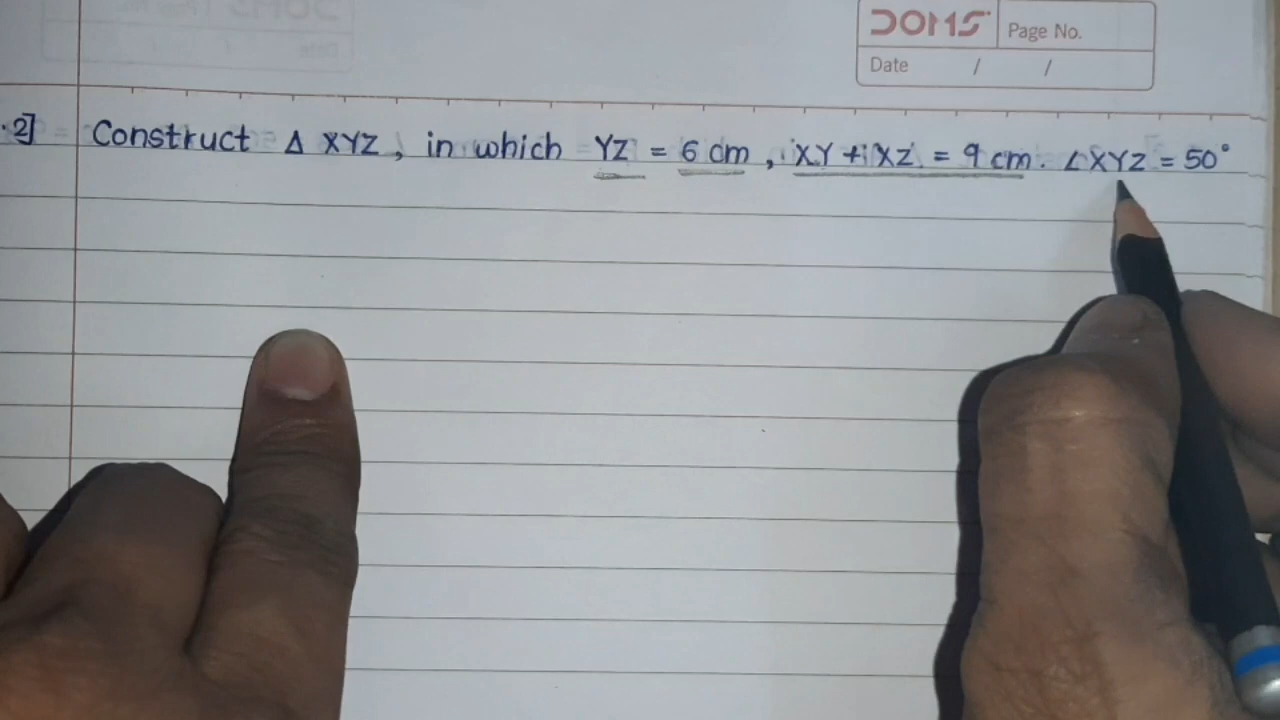 DOMS Page No.
Date / /
2] Construct Δ XYZ, in which YZ = 6 cm, XY + XZ = 9 cm. ∠XYZ = 50°